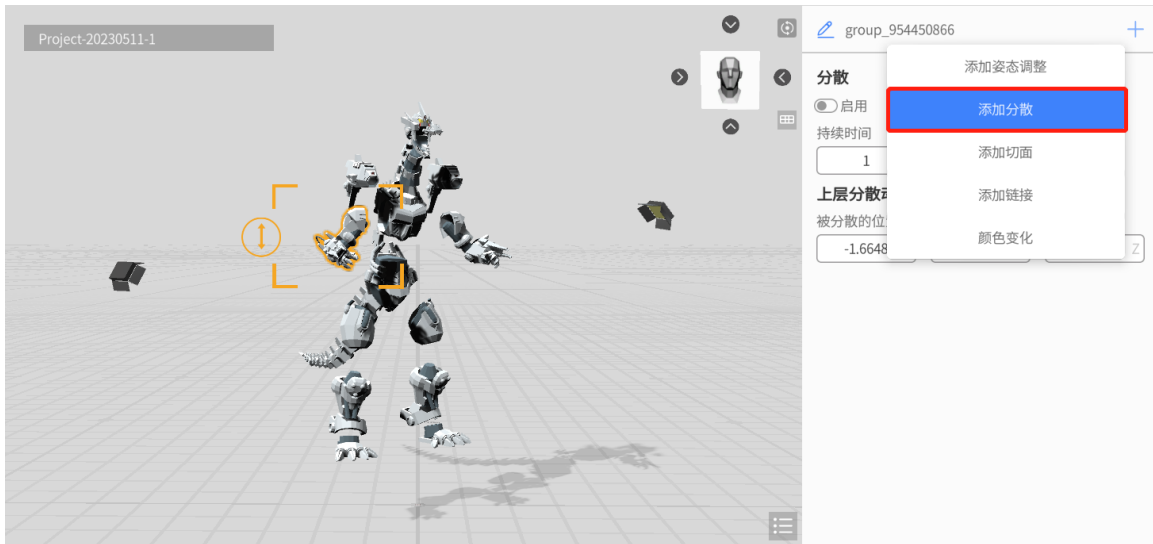 Project-20230511-1
group_954450866
添加姿态调整
分散
启用
添加分散
持续时间
添加切面
1
添加链接
上层分散
被分散的位
颜色变化
-1.6648
Z